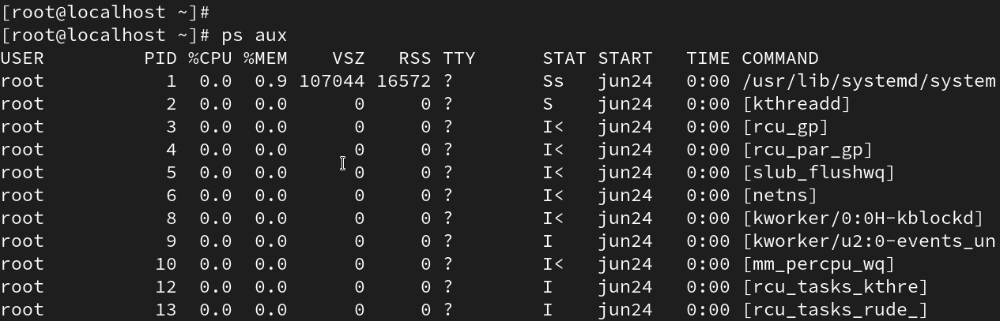 [root@localhost ~]#
[root@localhost ~]# ps aux
USER         PID %CPU %MEM    VSZ   RSS TTY      STAT START   TIME COMMAND
root           1  0.0  0.9 107044 16572 ?        Ss   jun24   0:00 /usr/lib/systemd/system
root           2  0.0  0.0      0     0 ?        S    jun24   0:00 [kthreadd]
root           3  0.0  0.0      0     0 ?        I<   jun24   0:00 [rcu_gp]
root           4  0.0  0.0      0     0 ?        I<   jun24   0:00 [rcu_par_gp]
root           5  0.0  0.0      0     0 ?        I<   jun24   0:00 [slub_flushwq]
root           6  0.0  0.0      0     0 ?        I<   jun24   0:00 [netns]
root           8  0.0  0.0      0     0 ?        I<   jun24   0:00 [kworker/0:0H-kblockd]
root           9  0.0  0.0      0     0 ?        I    jun24   0:00 [kworker/u2:0-events_un
root          10  0.0  0.0      0     0 ?        I<   jun24   0:00 [mm_percpu_wq]
root          12  0.0  0.0      0     0 ?        I    jun24   0:00 [rcu_tasks_kthre]
root          13  0.0  0.0      0     0 ?        I    jun24   0:00 [rcu_tasks_rude_]